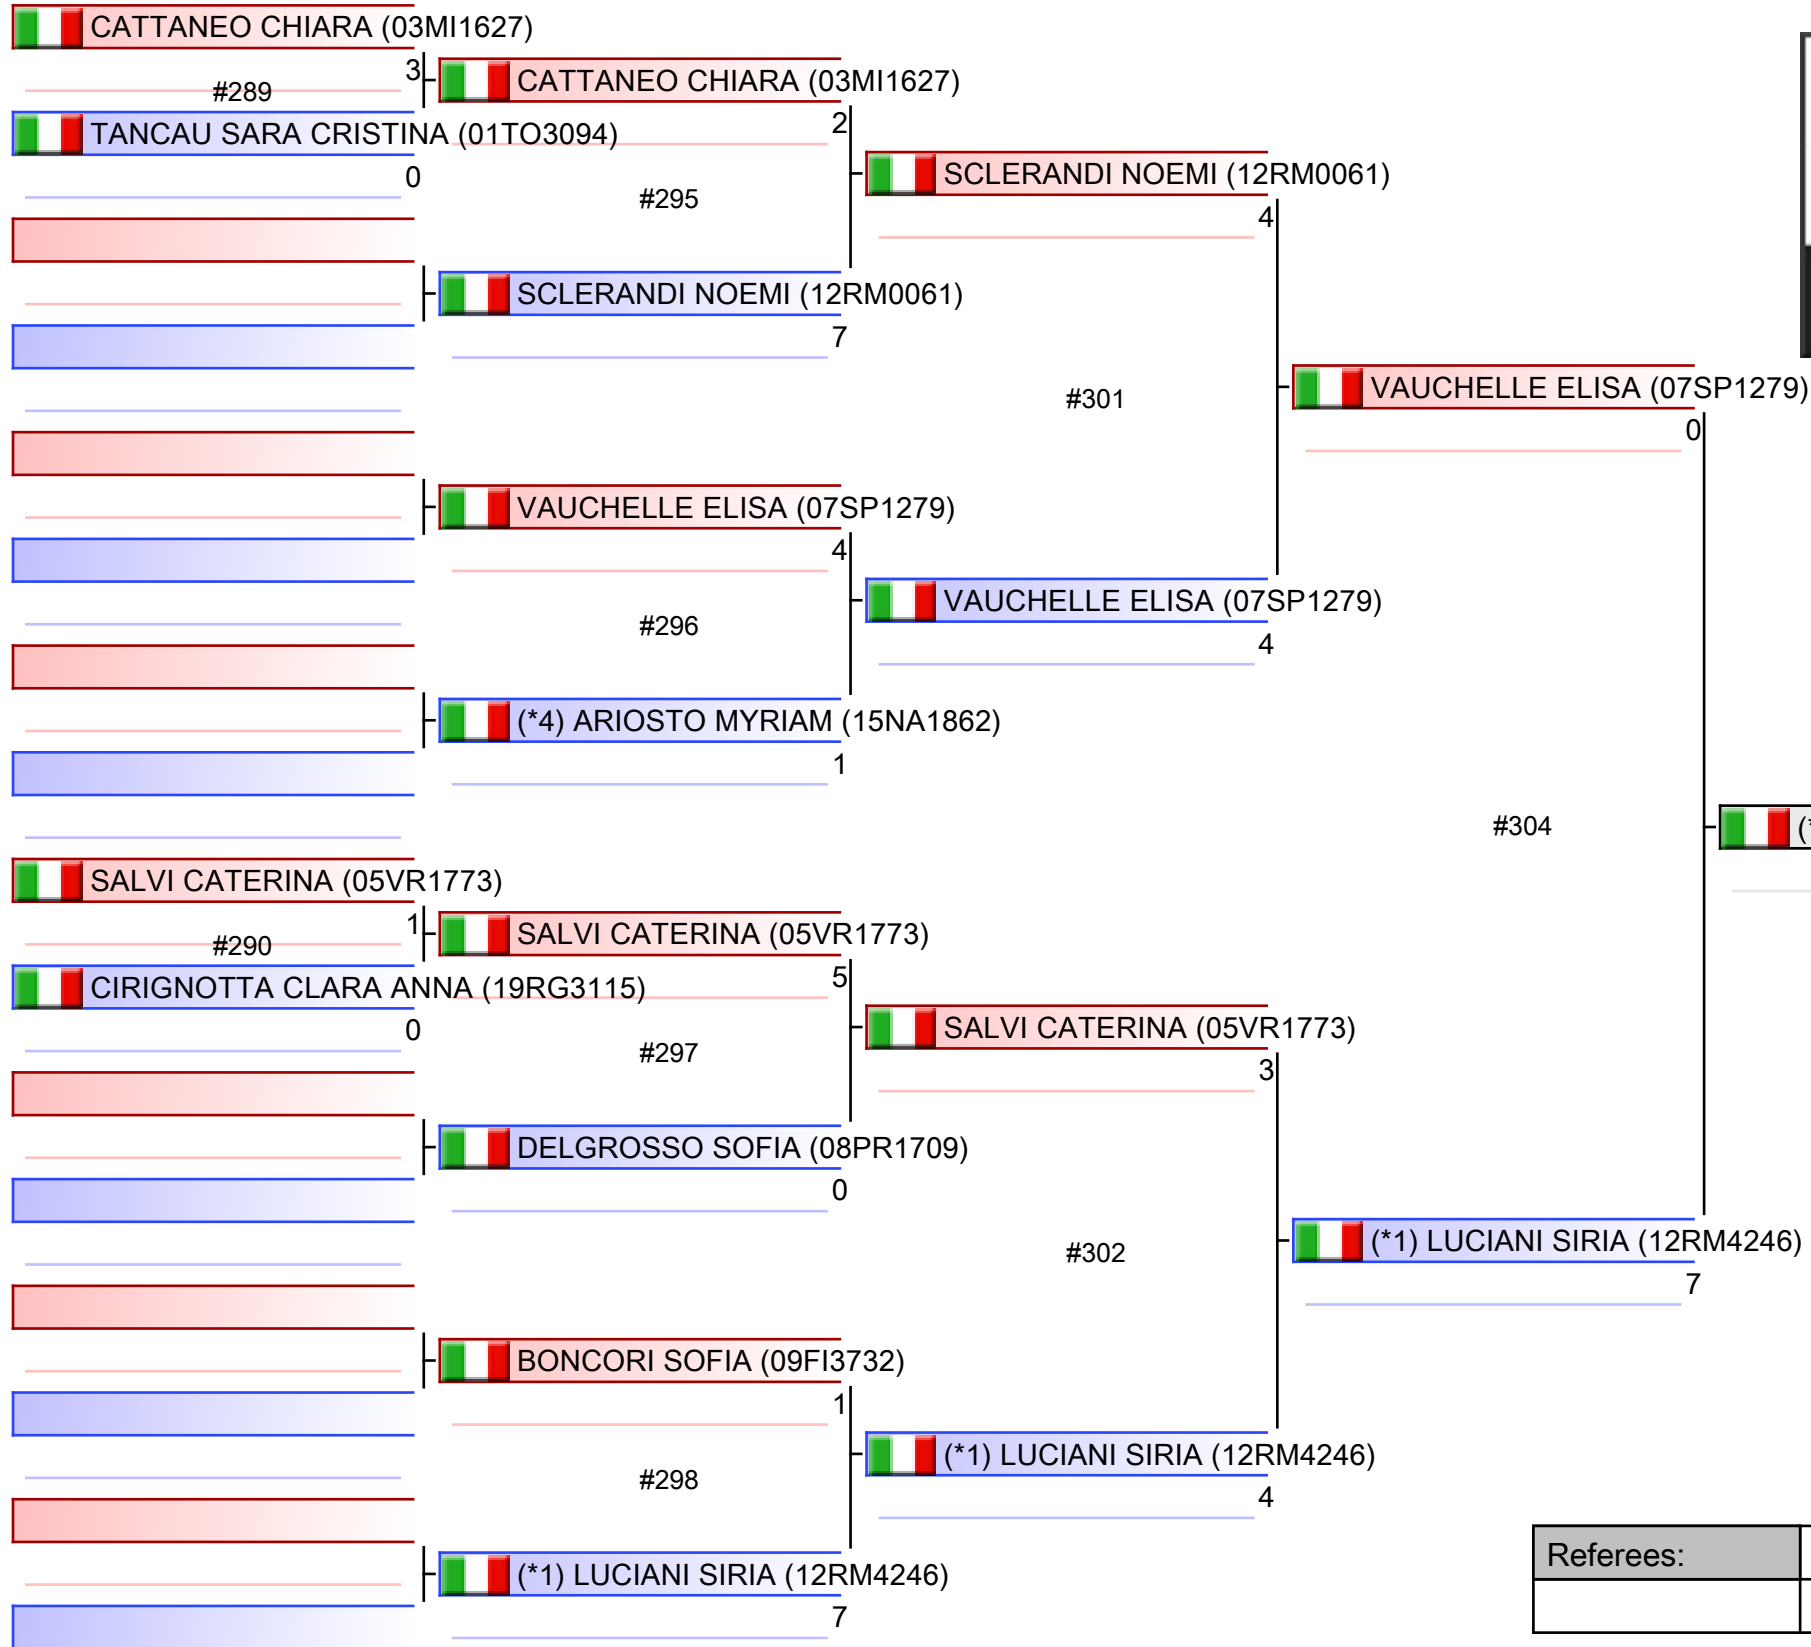 CATTANEO CHIARA (03MI1627)
3
#289
CATTANEO CHIARA (03MI1627)
TANCAU SARA CRISTINA (01TO3094)
2
0
SCLERANDI NOEMI (12RM0061)
#295
4
SCLERANDI NOEMI (12RM0061)
7
#301
VAUCHELLE ELISA (07SP1279)
0
VAUCHELLE ELISA (07SP1279)
4
VAUCHELLE ELISA (07SP1279)
#296
4
(*4) ARIOSTO MYRIAM (15NA1862)
1
#304
(*
SALVI CATERINA (05VR1773)
1
#290
SALVI CATERINA (05VR1773)
5
CIRIGNOTTA CLARA ANNA (19RG3115)
0
SALVI CATERINA (05VR1773)
#297
3
DELGROSSO SOFIA (08PR1709)
0
#302
(*1) LUCIANI SIRIA (12RM4246)
7
BONCORI SOFIA (09FI3732)
1
(*1) LUCIANI SIRIA (12RM4246)
#298
4
Referees:
(*1) LUCIANI SIRIA (12RM4246)
7